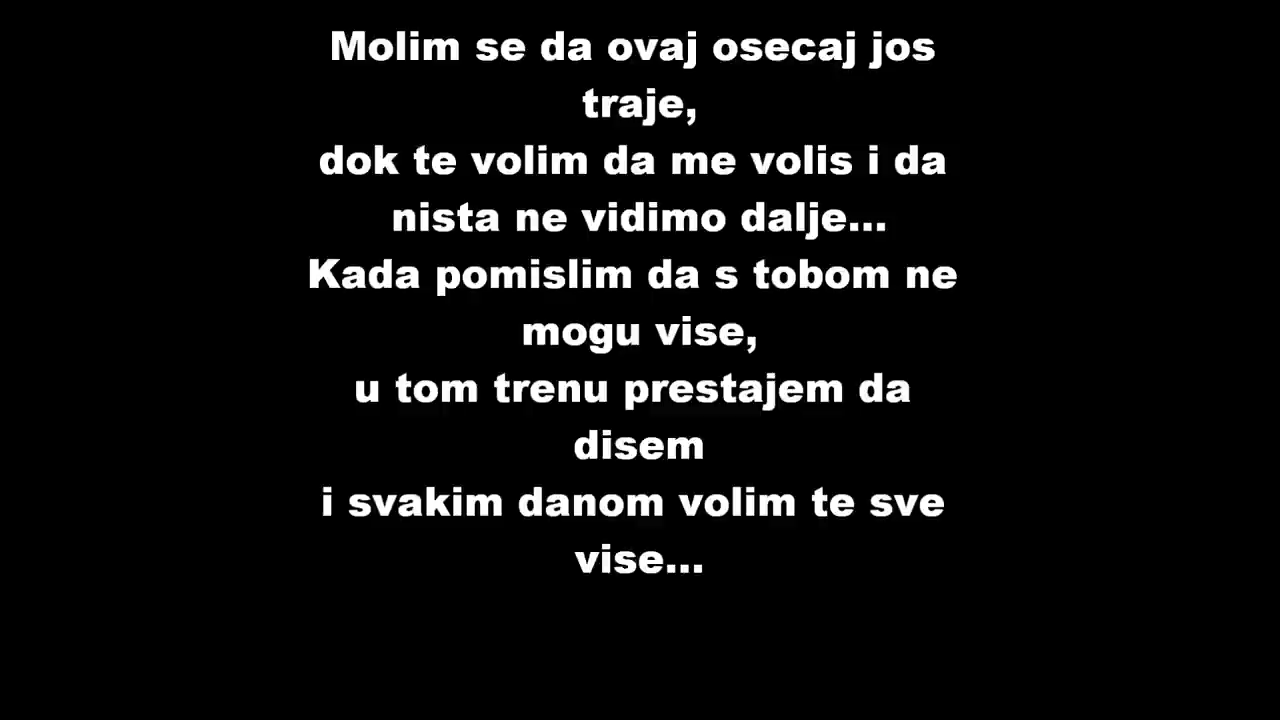 Molim se da ovaj osecaj jos
traje,
dok te volim da me volis i da
nista ne vidimo dalje...
Kada pomislim da s tobom ne
mogu vise,
u tom trenu prestajem da
disem
i svakim danom volim te sve
vise...